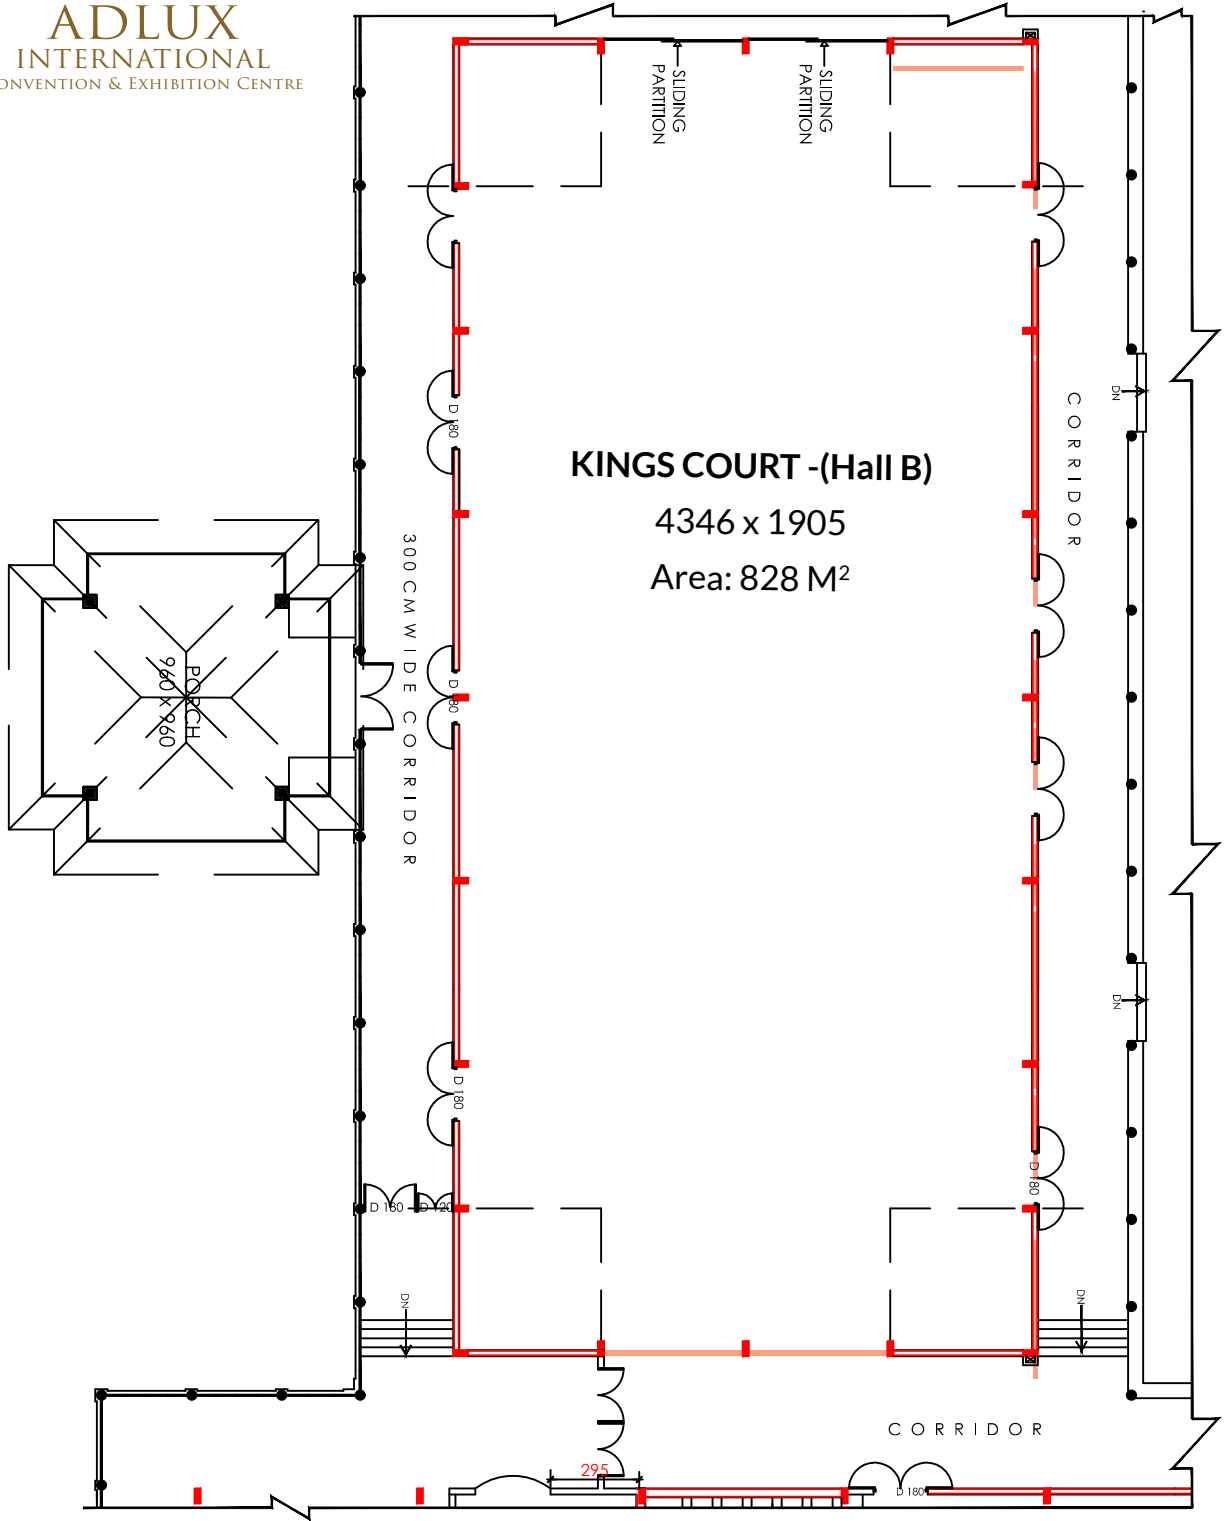 ADLUX
INTERNATIONAL
ONVENTION & EXHIBITION CENTRE
SLIDING
PARTITION
SLIDING
PARTITION
DN
CORRIDOR
D 180
KINGS COURT -(Hall B)
4346 x 1905
Area: 828 M²
300 CM WIDE CORRIDOR
PORCH
960 X 960
D 180
DN
D 180
D 180
D 180
D 120
DN
DN
CORRIDOR
295
D 180